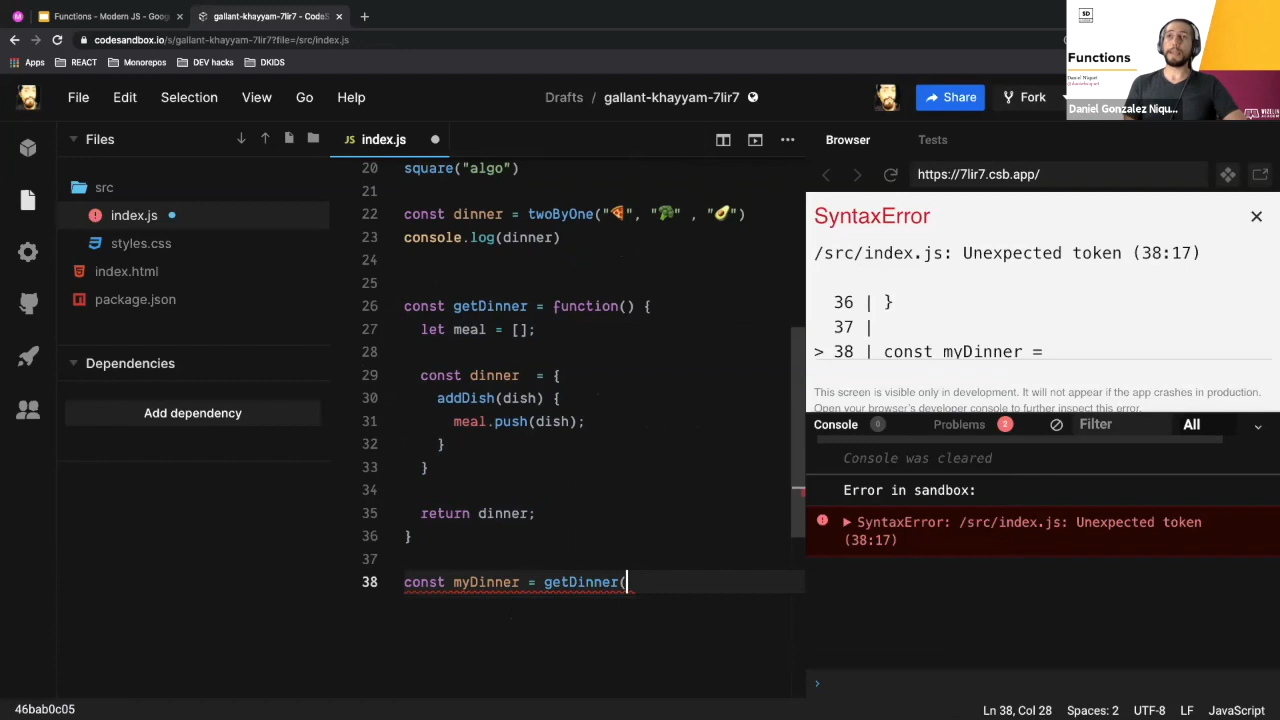 Functions - Modern JS - Goog
gallant-khayyam-7lir7 - CodeS
codesandbox.io/s/gallant-khayyam-7lir7?file=/src/index.js
Apps
REACT
Monorepos
DEV hacks
DKIDS
SD
Functions
Daniel Niquet
Daniel Gonzalez Niqu...
WIZELINE
ACADEMY
File
Edit
Selection
View
Go
Help
Drafts / gallant-khayyam-7lir7
Share
Fork
Files
src
index.js
styles.css
index.html
package.json
Dependencies
Add dependency
JS index.js
20 square("algo")
21
22 const dinner = twoByOne("🍕", "🥦" , "🥑")
23 console.log(dinner)
24
25
26 const getDinner = function() {
27 let meal = [];
28
29 const dinner = {
30 addDish(dish) {
31 meal.push(dish);
32 }
33 }
34
35 return dinner;
36 }
37
38 const myDinner = getDinner(
Browser
Tests
https://7lir7.csb.app/
SyntaxError
/src/index.js: Unexpected token (38:17)
36 | }
37 |
> 38 | const myDinner =
This screen is visible only in development. It will not appear if the app crashes in production.
Open your browser's developer console to further inspect this error.
Console 0
Problems 2
Filter
All
Console was cleared
Error in sandbox:
SyntaxError: /src/index.js: Unexpected token
(38:17)
46bab0c05
Ln 38, Col 28
Spaces: 2
UTF-8
LF
JavaScript